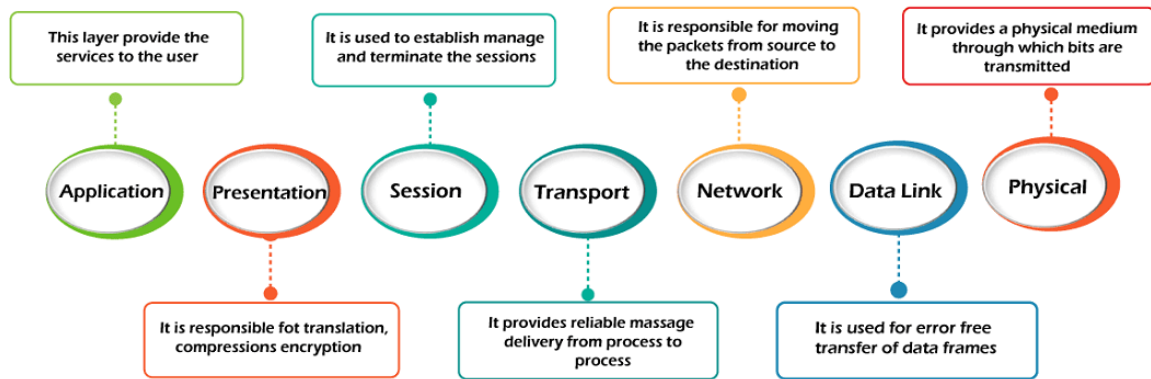 This layer provide the
services to the user
It is used to establish manage
and terminate the sessions
It is responsible for moving
the packets from source to
the destination
It provides a physical medium
through which bits are
transmitted
Application
Presentation
Session
Transport
Network
Data Link
Physical
It is responsible fot translation,
compressions encryption
It provides reliable massage
delivery from process to
process
It is used for error free
transfer of data frames